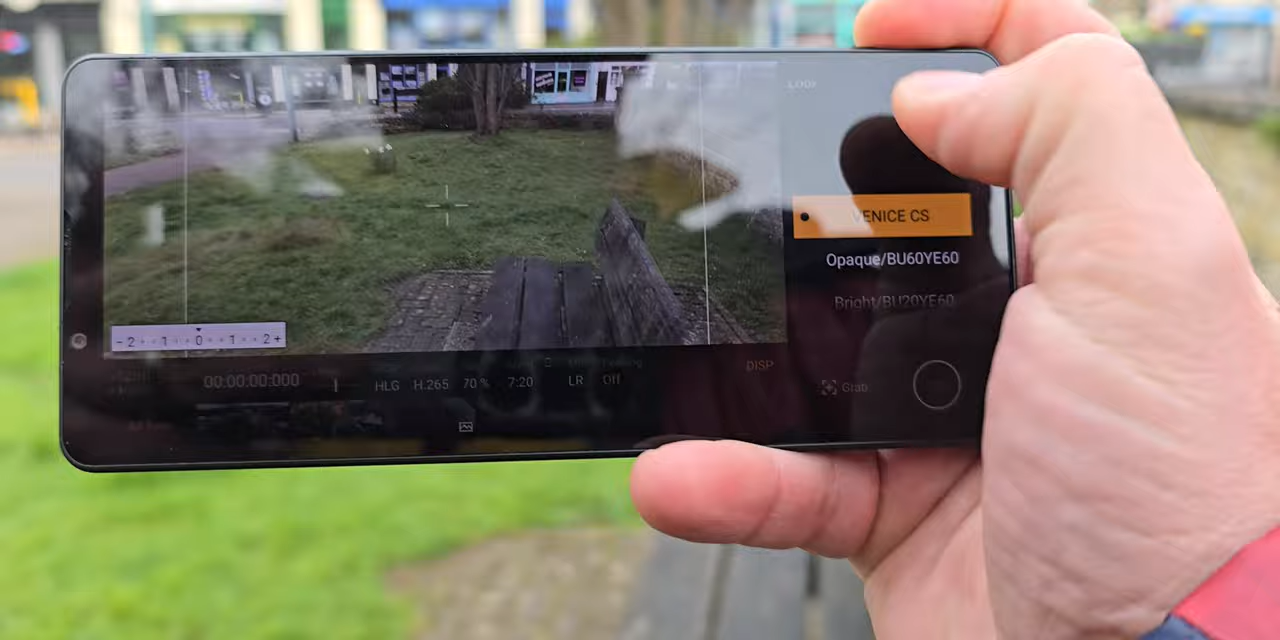 LOOK
VENICE CS
Opaque/BU60YE60
Bright/BU20YE60
-2 1 0 1 2+
DISP
00:00:00:000
HLG H.265 70 % 7:20 LR Off
Grab